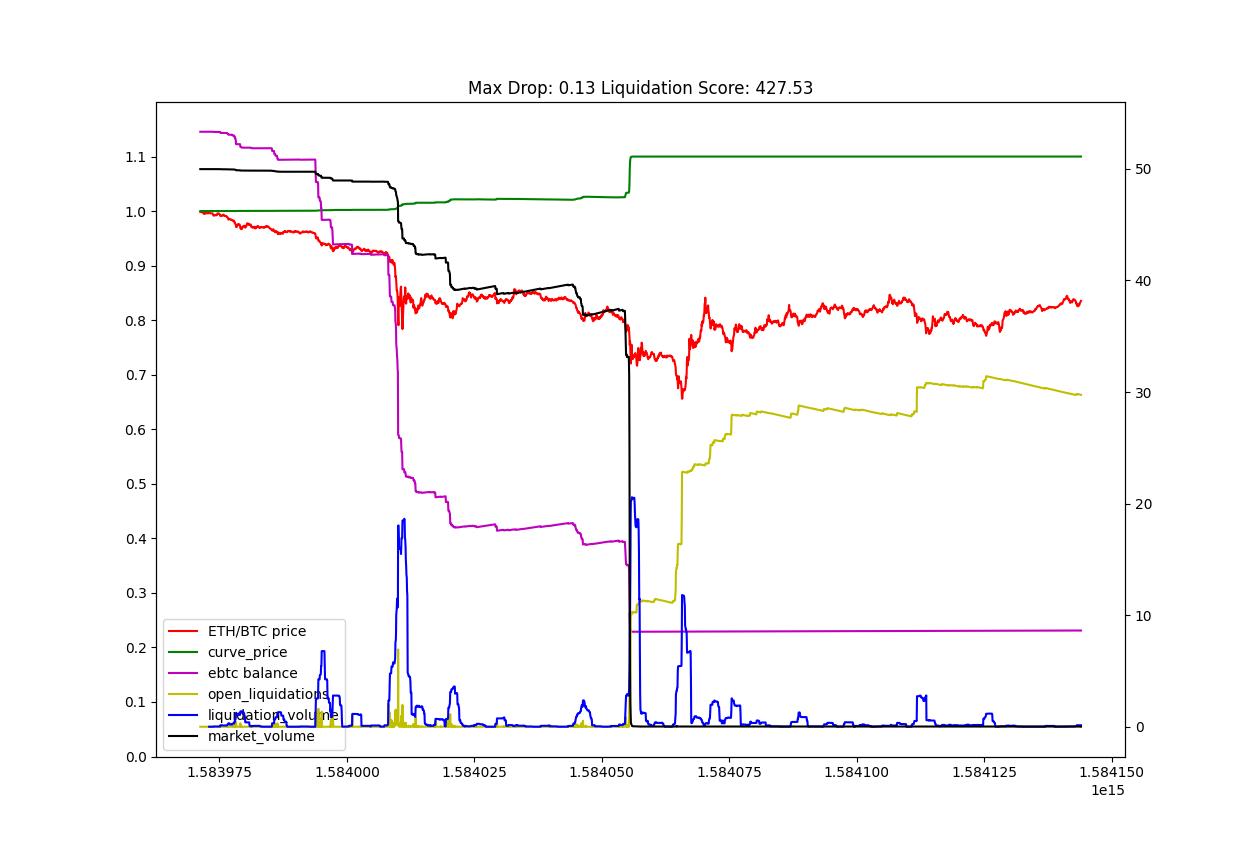 Max Drop: 0.13 Liquidation Score: 427.53
1.1
1.0
0.9
0.8
0.7
0.6
0.5
0.4
0.3
0.2
0.1
0.0
50
40
30
20
10
0
ETH/BTC price
curve_price
ebtc balance
open_liquidations
liquidation_volume
market_volume
1.583975 1.584000 1.584025 1.584050 1.584075 1.584100 1.584125 1.584150
1e15